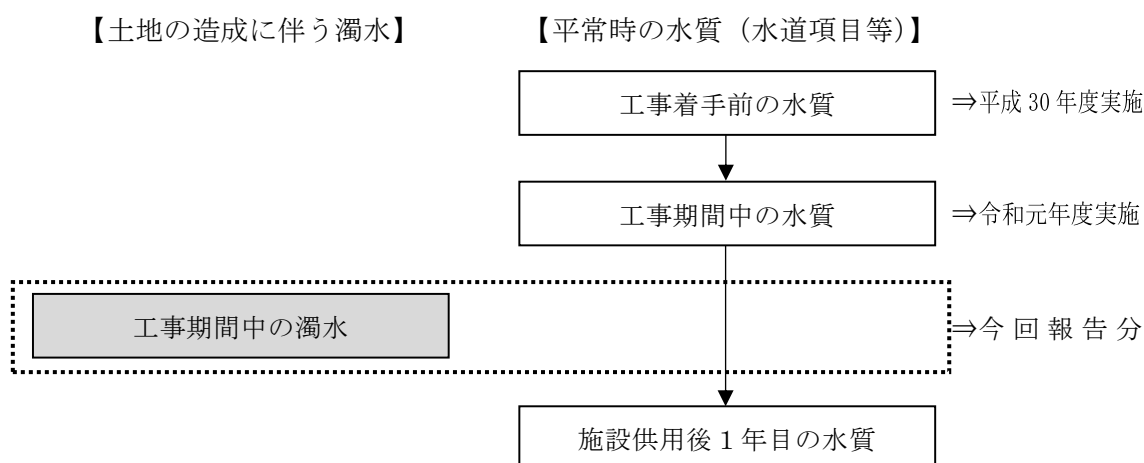 【土地の造成に伴う濁水】 【平常時の水質（水道項目等）】
工事着手前の水質 ⇒平成 30 年度実施
工事期間中の水質 ⇒令和元年度実施
工事期間中の濁水 ⇒今回報告分
施設供用後１年目の水質